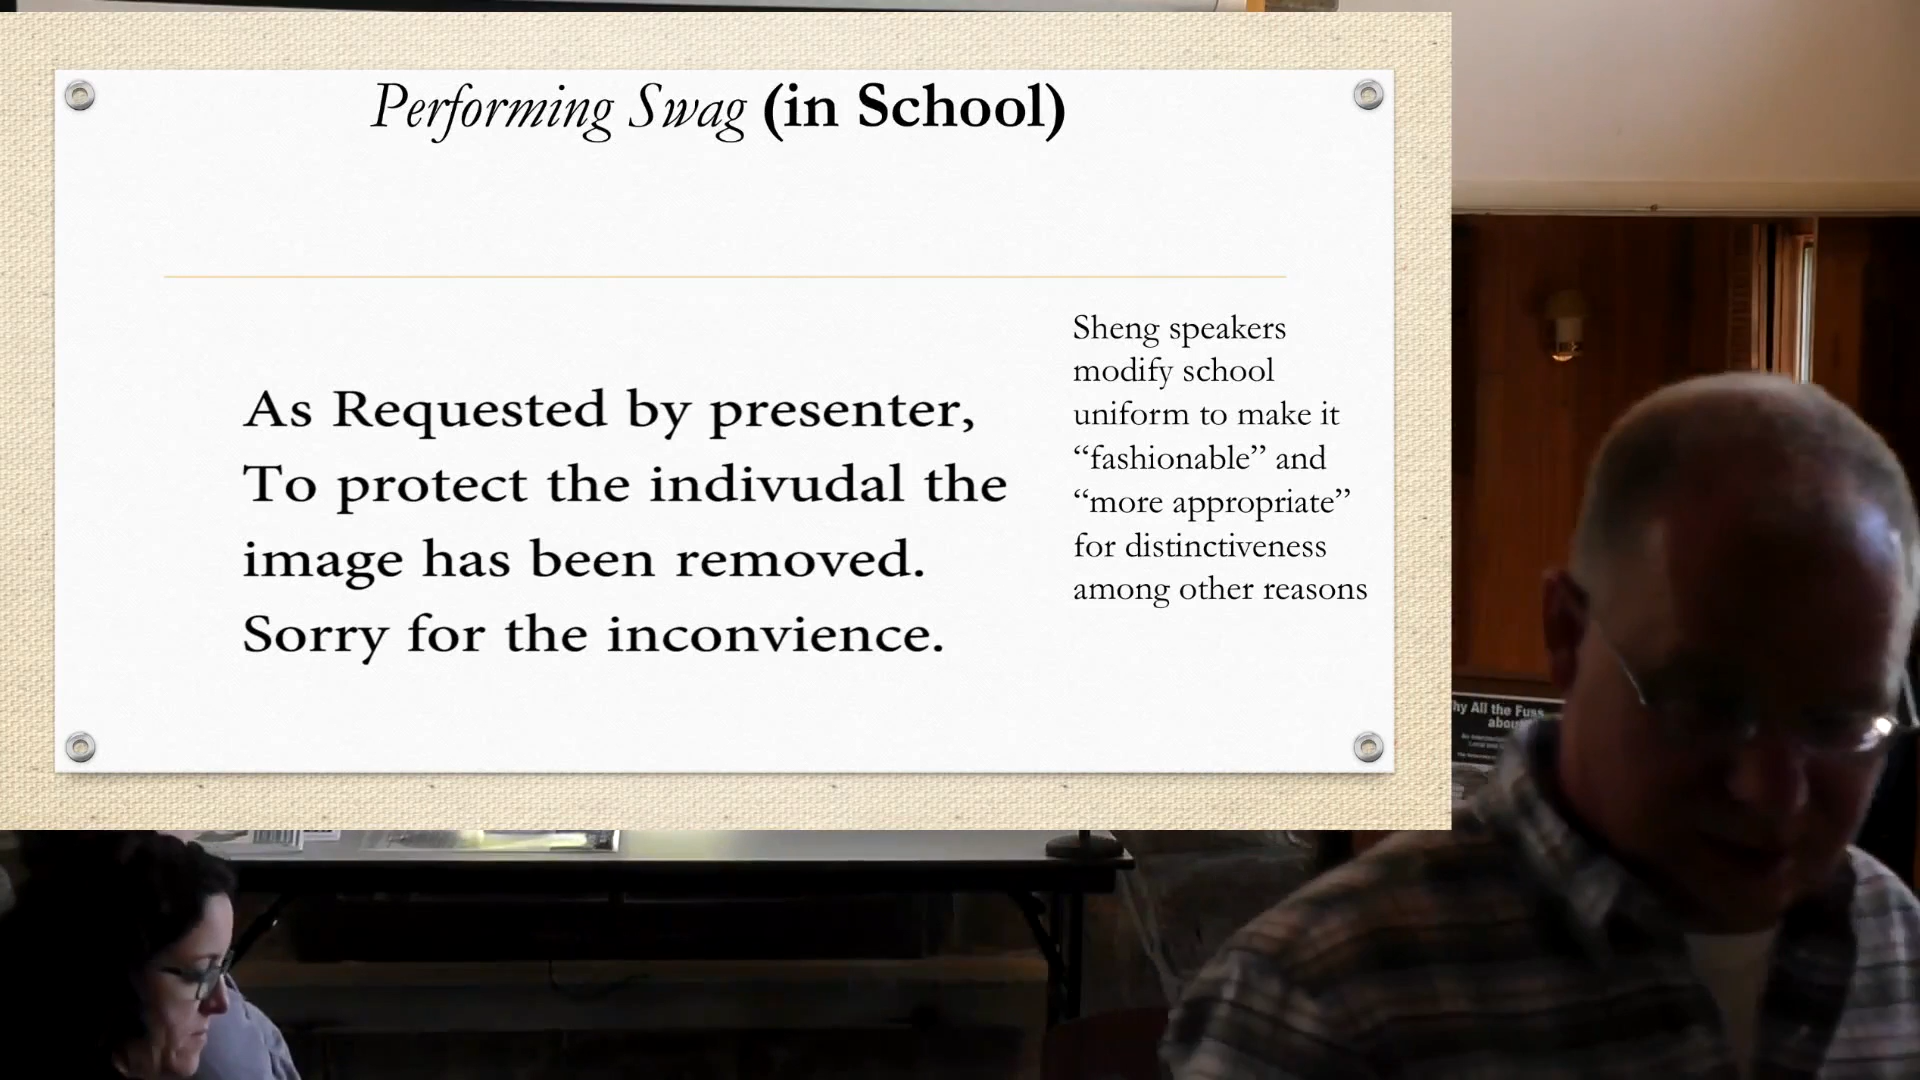 Performing Swag (in School)
As Requested by presenter,
To protect the indivudal the
image has been removed.
Sorry for the inconvience.
Sheng speakers
modify school
uniform to make it
“fashionable” and
“more appropriate”
for distinctiveness
among other reasons
hy All the Fuss
about